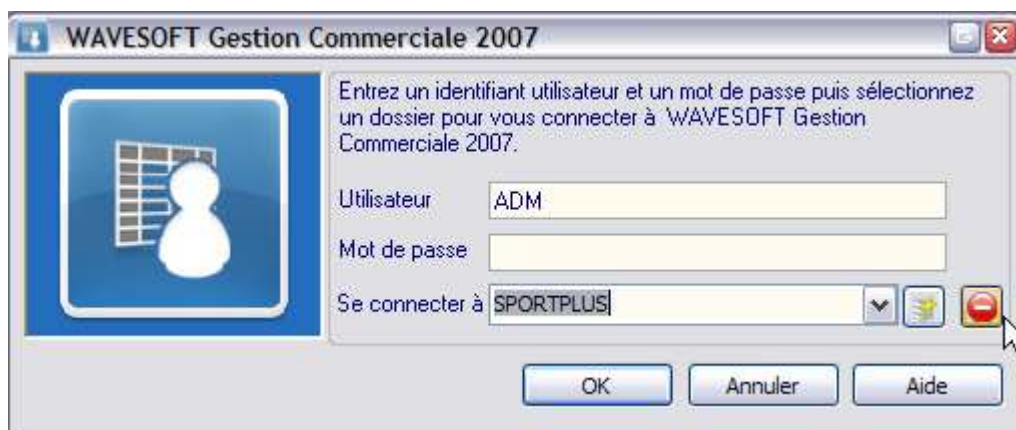 WAVESOFT Gestion Commerciale 2007
Entrez un identifiant utilisateur et un mot de passe puis sélectionnez
un dossier pour vous connecter à WAVESOFT Gestion
Commerciale 2007.
Utilisateur ADM
Mot de passe
Se connecter à SPORTPLUS
OK Annuler Aide